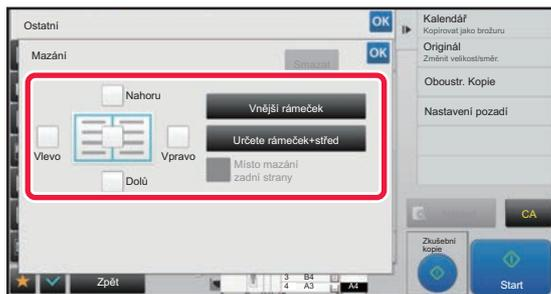 Ostatní
OK
Mazání
Smazat
OK
Nahoru
Vlevo
Vpravo
Dolů
Vnější rámeček
Určete rámeček+střed
Místo mazání
zadní strany
Zpět
3 B4
4 A3
A4
Kalendář
Kopírovat jako brožuru
Originál
Změnit velikost/směr.
Oboustr. Kopie
Nastavení pozadí
CA
Zkušební
kopie
Start